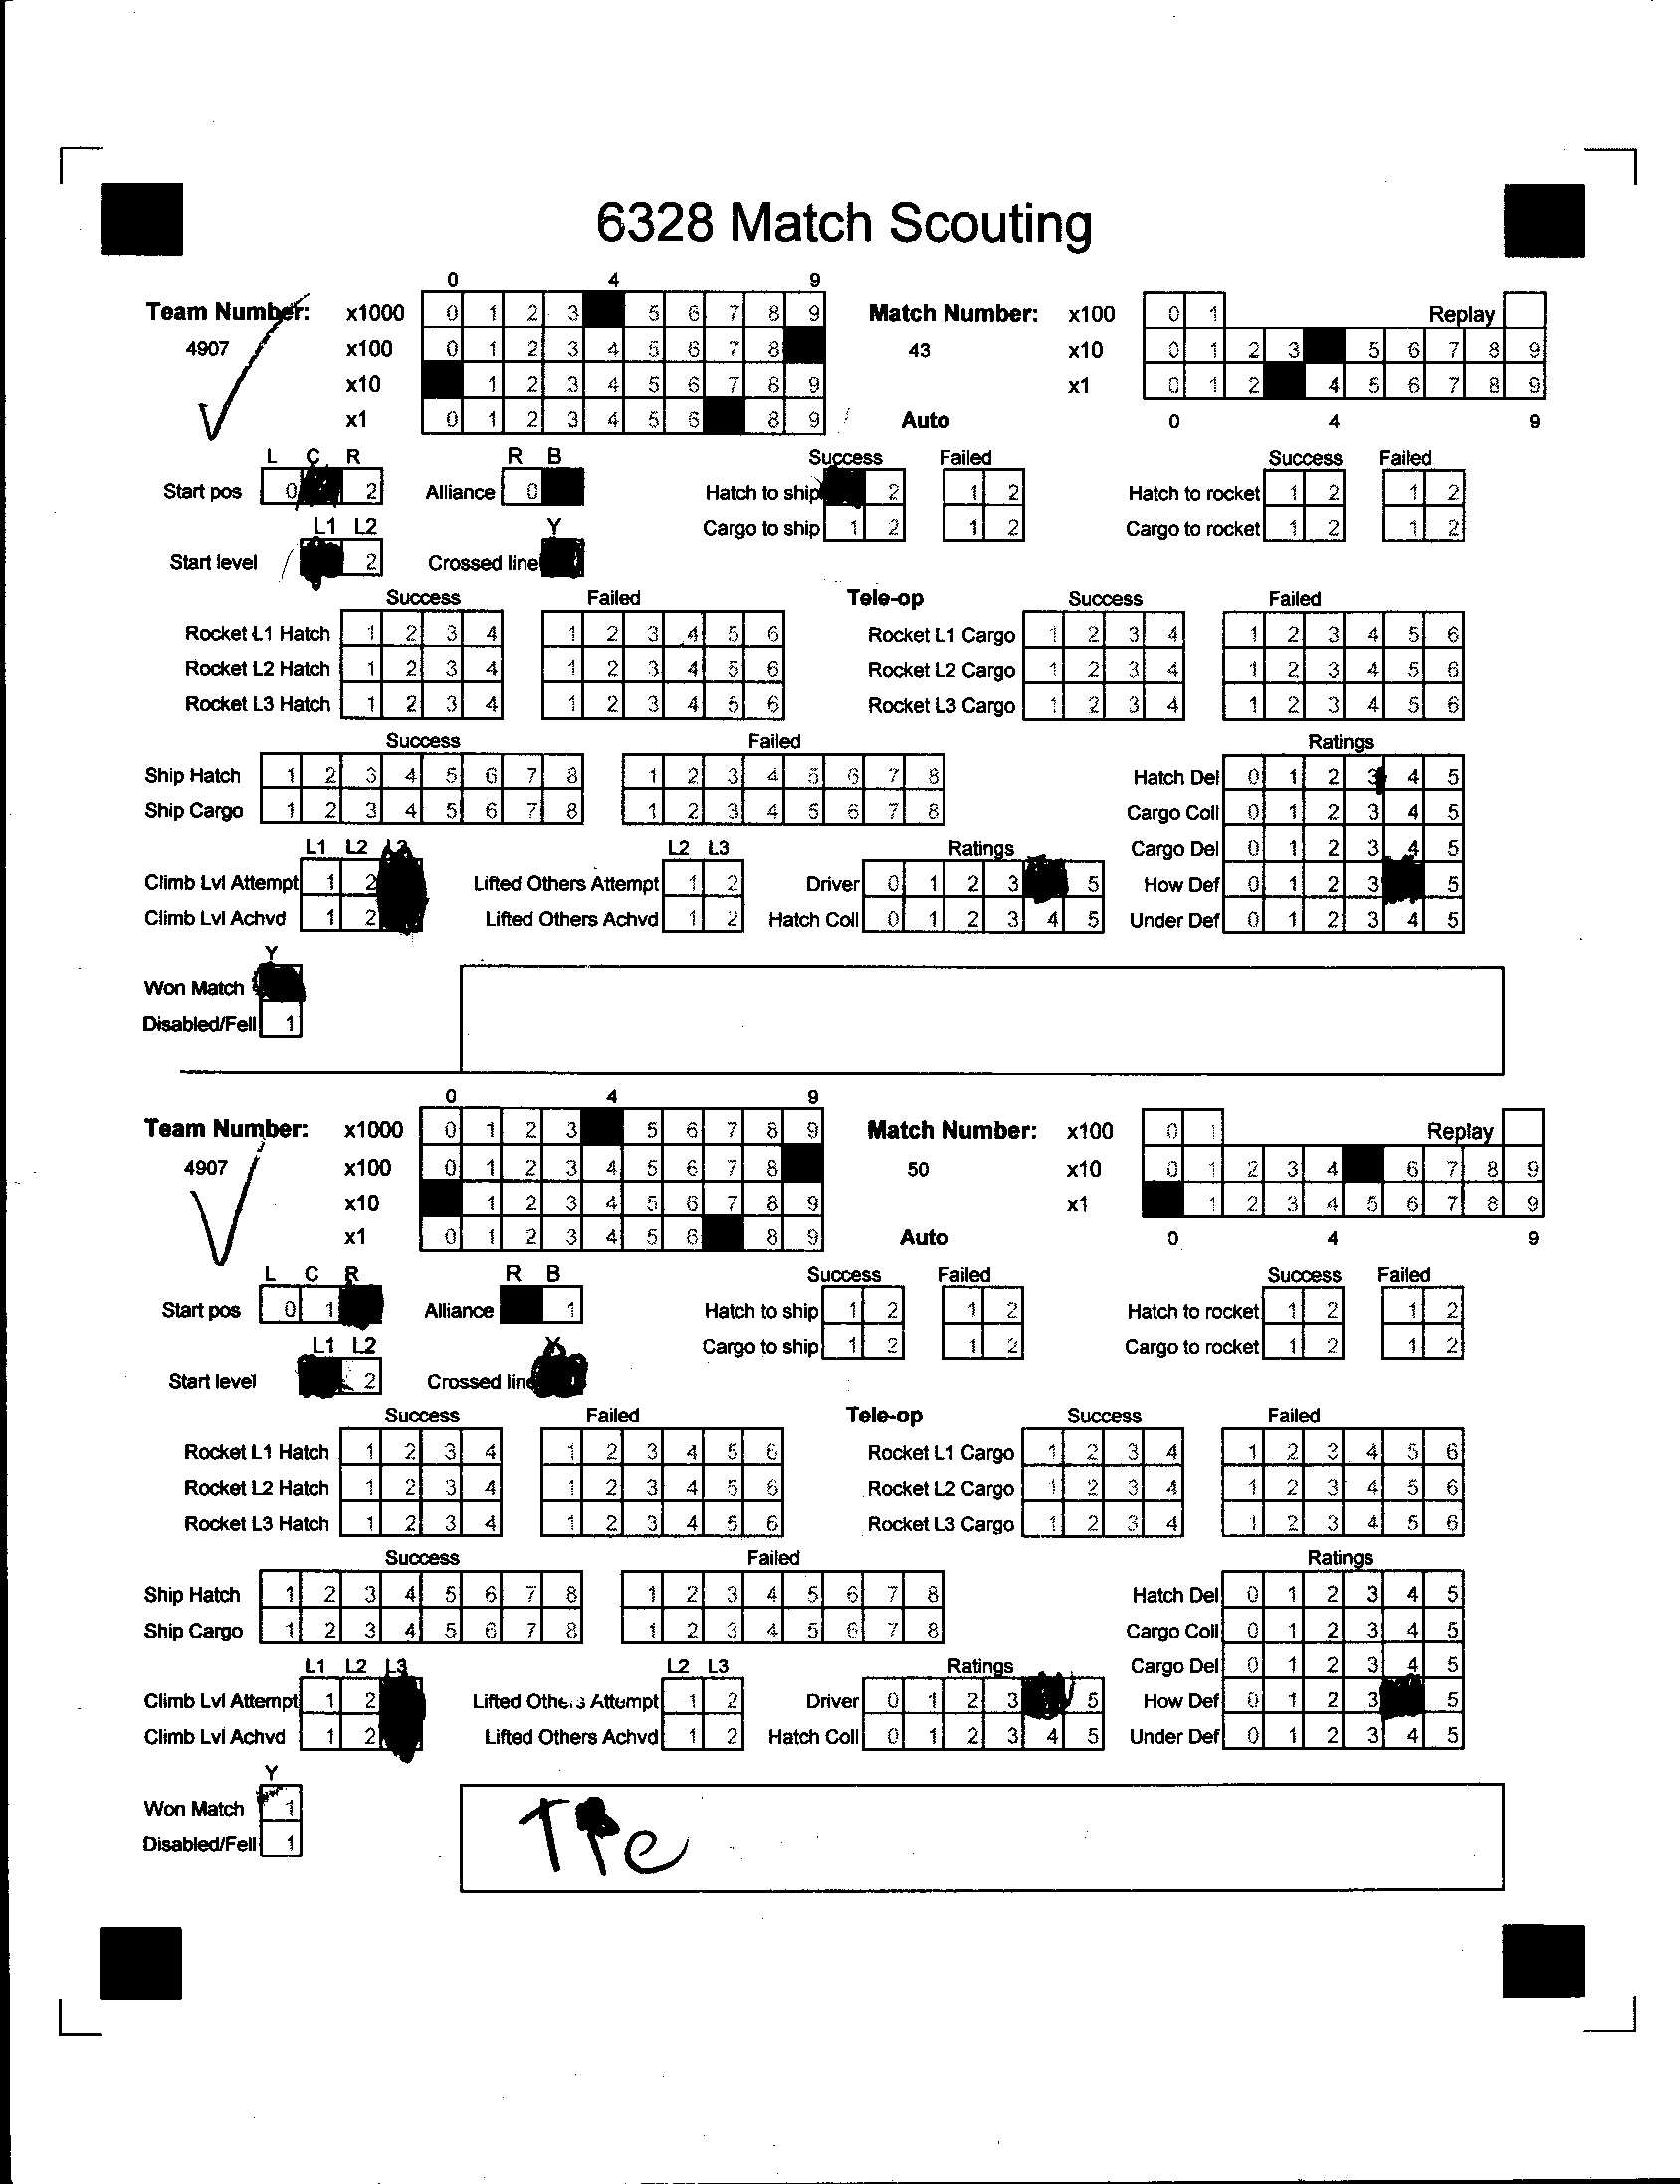 6328 Match Scouting
0 4 9
Team Number: x1000 0 1 2 3 5 6 7 8 9 Match Number: x100 0 1 Replay
4907 x100 0 1 2 3 4 5 6 7 8 43 x10 0 1 2 3 5 6 7 8 9
x10 1 2 3 4 5 6 7 8 9 x1 0 1 2 4 5 6 7 8 9
x1 0 1 2 3 4 5 6 8 9 Auto 0 4 9
L C R R B Success Failed Success Failed
Start pos 0 2 Alliance 0 Hatch to ship 2 1 2 Hatch to rocket 1 2 1 2
L1 L2 Y Cargo to ship 1 2 1 2 Cargo to rocket 1 2 1 2
Start level 2 Crossed line
Success Failed Tele-op Success Failed
Rocket L1 Hatch 1 2 3 4 1 2 3 4 5 6 Rocket L1 Cargo 1 2 3 4 1 2 3 4 5 6
Rocket L2 Hatch 1 2 3 4 1 2 3 4 5 6 Rocket L2 Cargo 1 2 3 4 1 2 3 4 5 6
Rocket L3 Hatch 1 2 3 4 1 2 3 4 5 6 Rocket L3 Cargo 1 2 3 4 1 2 3 4 5 6
Success Failed Ratings
Ship Hatch 1 2 3 4 5 6 7 8 1 2 3 4 5 6 7 8 Hatch Del 0 1 2 3 4 5
Ship Cargo 1 2 3 4 5 6 7 8 1 2 3 4 5 6 7 8 Cargo Coll 0 1 2 3 4 5
L1 L2 L3 L2 L3 Ratings Cargo Del 0 1 2 3 4 5
Climb Lvl Attempt 1 2 Lifted Others Attempt 1 2 Driver 0 1 2 3 5 How Def 0 1 2 3 5
Climb Lvl Achvd 1 2 Lifted Others Achvd 1 2 Hatch Coll 0 1 2 3 4 5 Under Def 0 1 2 3 4 5
Y
Won Match
Disabled/Fell 1
0 4 9
Team Number: x1000 0 1 2 3 5 6 7 8 9 Match Number: x100 0 1 Replay
4907 x100 0 1 2 3 4 5 6 7 8 50 x10 0 1 2 3 4 6 7 8 9
x10 1 2 3 4 5 6 7 8 9 x1 1 2 3 4 5 6 7 8 9
x1 0 1 2 3 4 5 6 8 9 Auto 0 4 9
L C R R B Success Failed Success Failed
Start pos 0 1 Alliance 1 Hatch to ship 1 2 1 2 Hatch to rocket 1 2 1 2
L1 L2 Y Cargo to ship 1 2 1 2 Cargo to rocket 1 2 1 2
Start level 2 Crossed line
Success Failed Tele-op Success Failed
Rocket L1 Hatch 1 2 3 4 1 2 3 4 5 6 Rocket L1 Cargo 1 2 3 4 1 2 3 4 5 6
Rocket L2 Hatch 1 2 3 4 1 2 3 4 5 6 Rocket L2 Cargo 1 2 3 4 1 2 3 4 5 6
Rocket L3 Hatch 1 2 3 4 1 2 3 4 5 6 Rocket L3 Cargo 1 2 3 4 1 2 3 4 5 6
Success Failed Ratings
Ship Hatch 1 2 3 4 5 6 7 8 1 2 3 4 5 6 7 8 Hatch Del 0 1 2 3 4 5
Ship Cargo 1 2 3 4 5 6 7 8 1 2 3 4 5 6 7 8 Cargo Coll 0 1 2 3 4 5
L1 L2 L3 L2 L3 Ratings Cargo Del 0 1 2 3 4 5
Climb Lvl Attempt 1 2 Lifted Others Attempt 1 2 Driver 0 1 2 3 5 How Def 0 1 2 3 5
Climb Lvl Achvd 1 2 Lifted Others Achvd 1 2 Hatch Coll 0 1 2 3 4 5 Under Def 0 1 2 3 4 5
Y
Won Match 1
Disabled/Fell 1